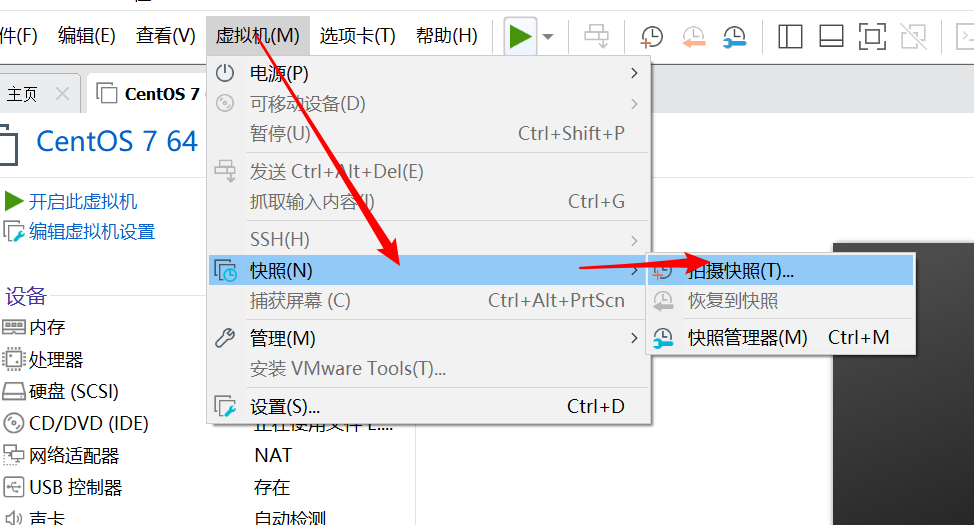 件(F) 编辑(E) 查看(V) 虚拟机(M) 选项卡(T) 帮助(H)
主页 CentOS 7
CentOS 7 64
开启此虚拟机
编辑虚拟机设置
设备
内存
处理器
硬盘 (SCSI)
CD/DVD (IDE)
网络适配器 NAT
USB 控制器 存在
声卡 自动检测
电源(P)
可移动设备(D)
暂停(U) Ctrl+Shift+P
发送 Ctrl+Alt+Del(E)
抓取输入内容(I) Ctrl+G
SSH(H)
快照(N)
捕获屏幕 (C) Ctrl+Alt+PrtScn
管理(M)
安装 VMware Tools(T)...
设置(S)... Ctrl+D
正在使用文件 E:...
拍摄快照(T)...
恢复到快照
快照管理器(M) Ctrl+M